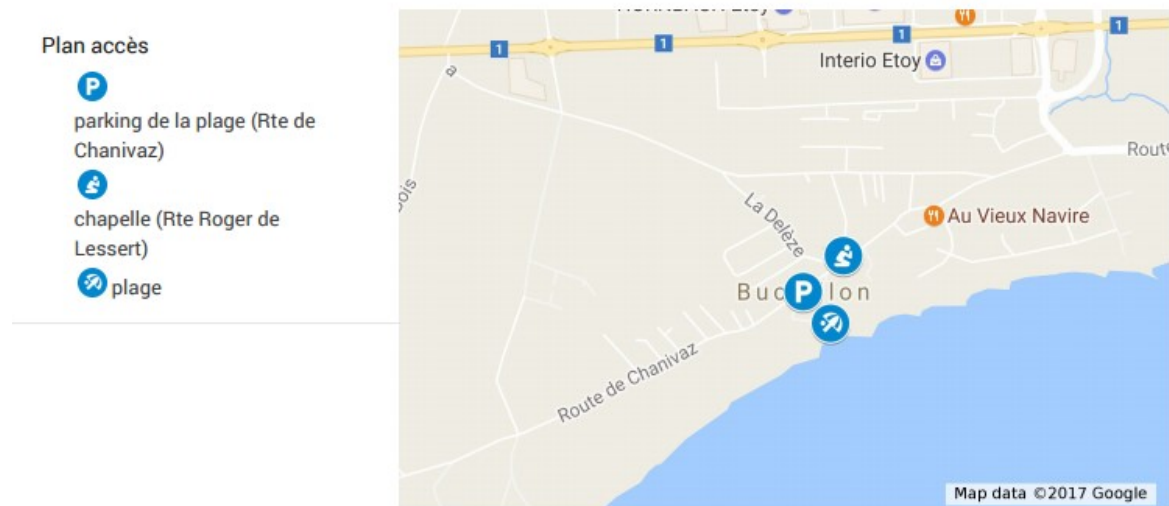 Plan accès
P
parking de la plage (Rte de
Chanivaz)
chapelle (Rte Roger de
Lessert)
plage
1
1
1
1
Interio Etoy
a
Route
La Delèze
Au Vieux Navire
P
Route de Chanivaz
Map data ©2017 Google